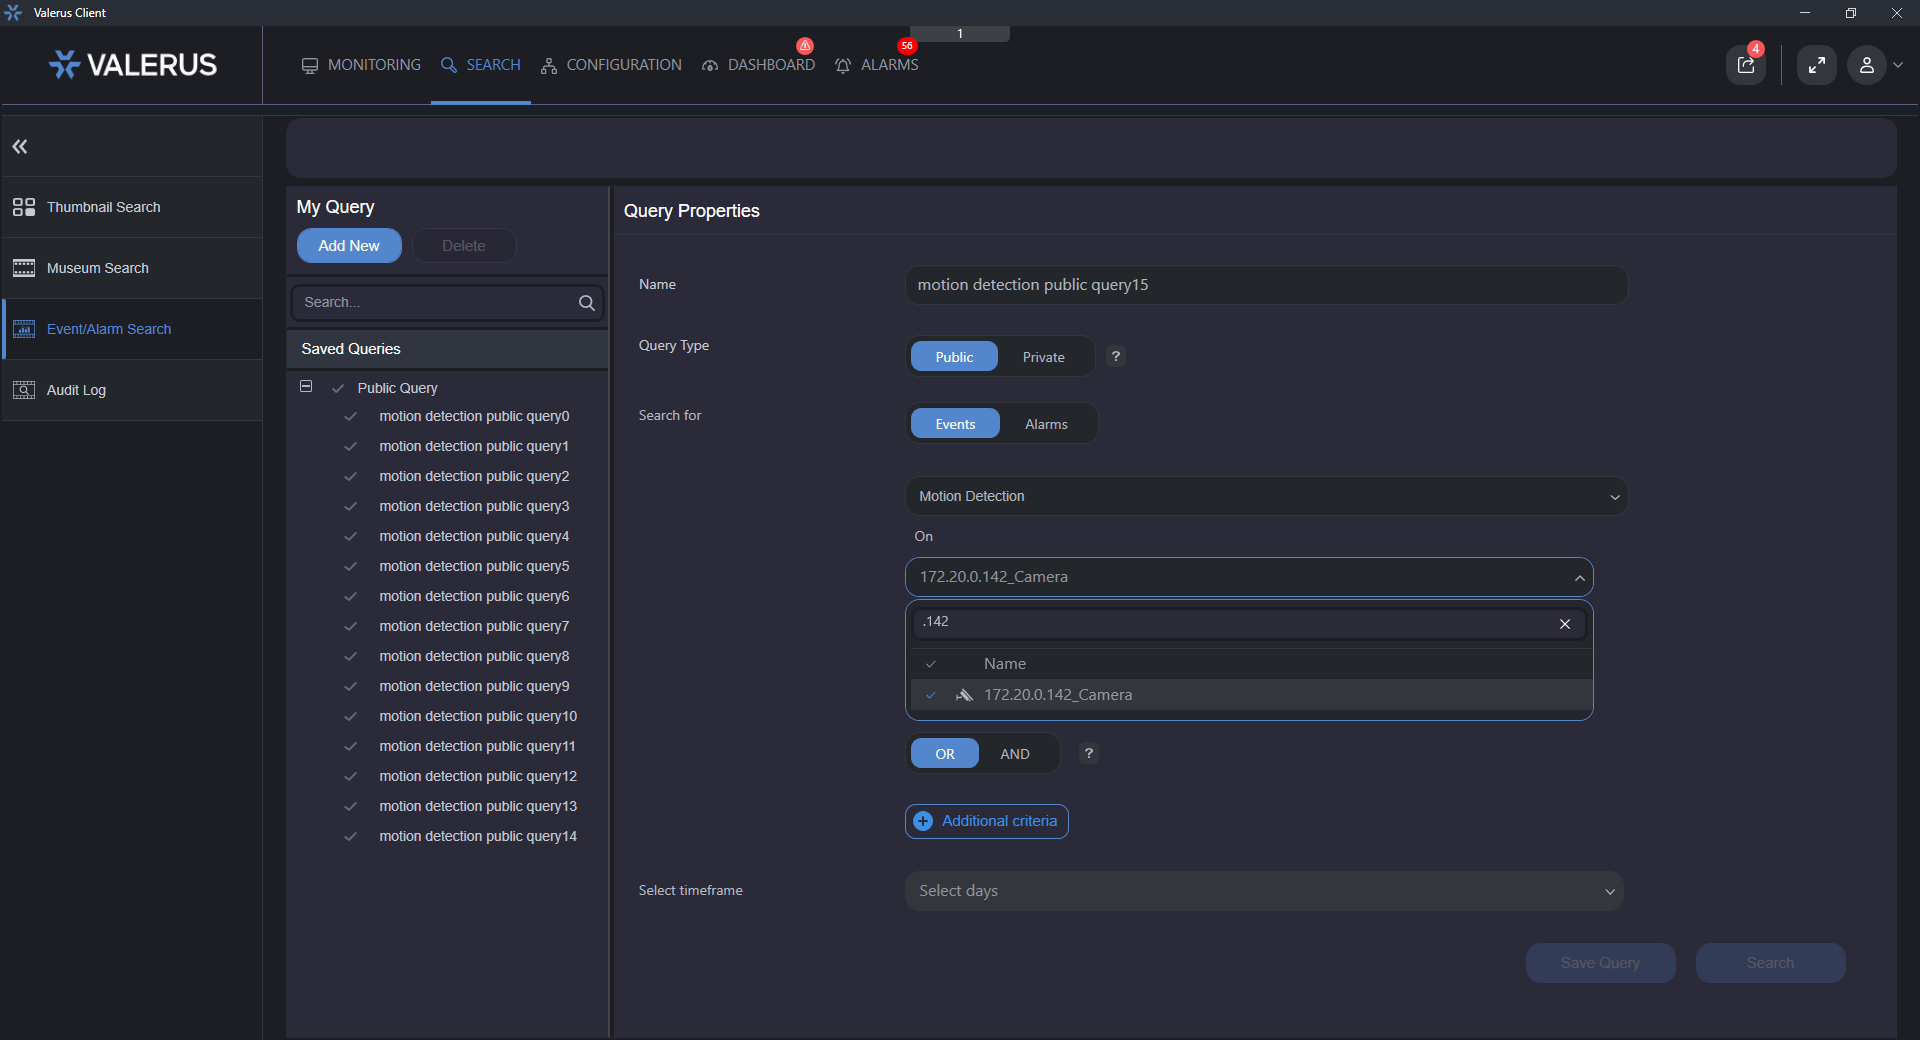 Valerus Client
1
VALERUS
MONITORING
SEARCH
CONFIGURATION
DASHBOARD
56
ALARMS
4
Thumbnail Search
Museum Search
Event/Alarm Search
Audit Log
My Query
Add New
Delete
Search...
Saved Queries
Public Query
motion detection public query0
motion detection public query1
motion detection public query2
motion detection public query3
motion detection public query4
motion detection public query5
motion detection public query6
motion detection public query7
motion detection public query8
motion detection public query9
motion detection public query10
motion detection public query11
motion detection public query12
motion detection public query13
motion detection public query14
Query Properties
Name
motion detection public query15
Query Type
Public
Private
?
Search for
Events
Alarms
Motion Detection
On
172.20.0.142_Camera
.142
Name
172.20.0.142_Camera
OR
AND
?
Additional criteria
Select timeframe
Select days
Save Query
Search